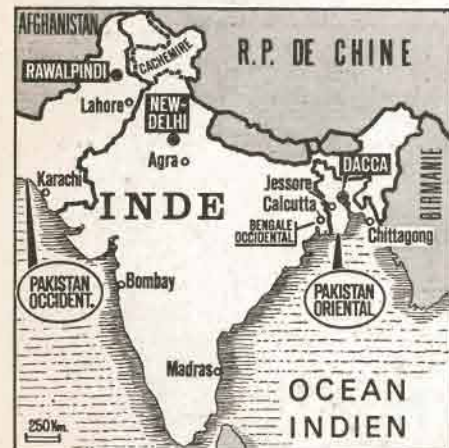 AFGHANISTAN
R.P. DE CHINE
CACHEMIRE
RAWALPINDI
Lahore
NEW-
DELHI
Agra
DACCA
Jessore
Calcutta
BENGALE
OCCIDENTAL
Chittagong
BIRMANIE
Karachi
INDE
PAKISTAN
OCCIDENT.
Bombay
PAKISTAN
ORIENTAL
Madras
OCEAN
INDIEN
250 Km.